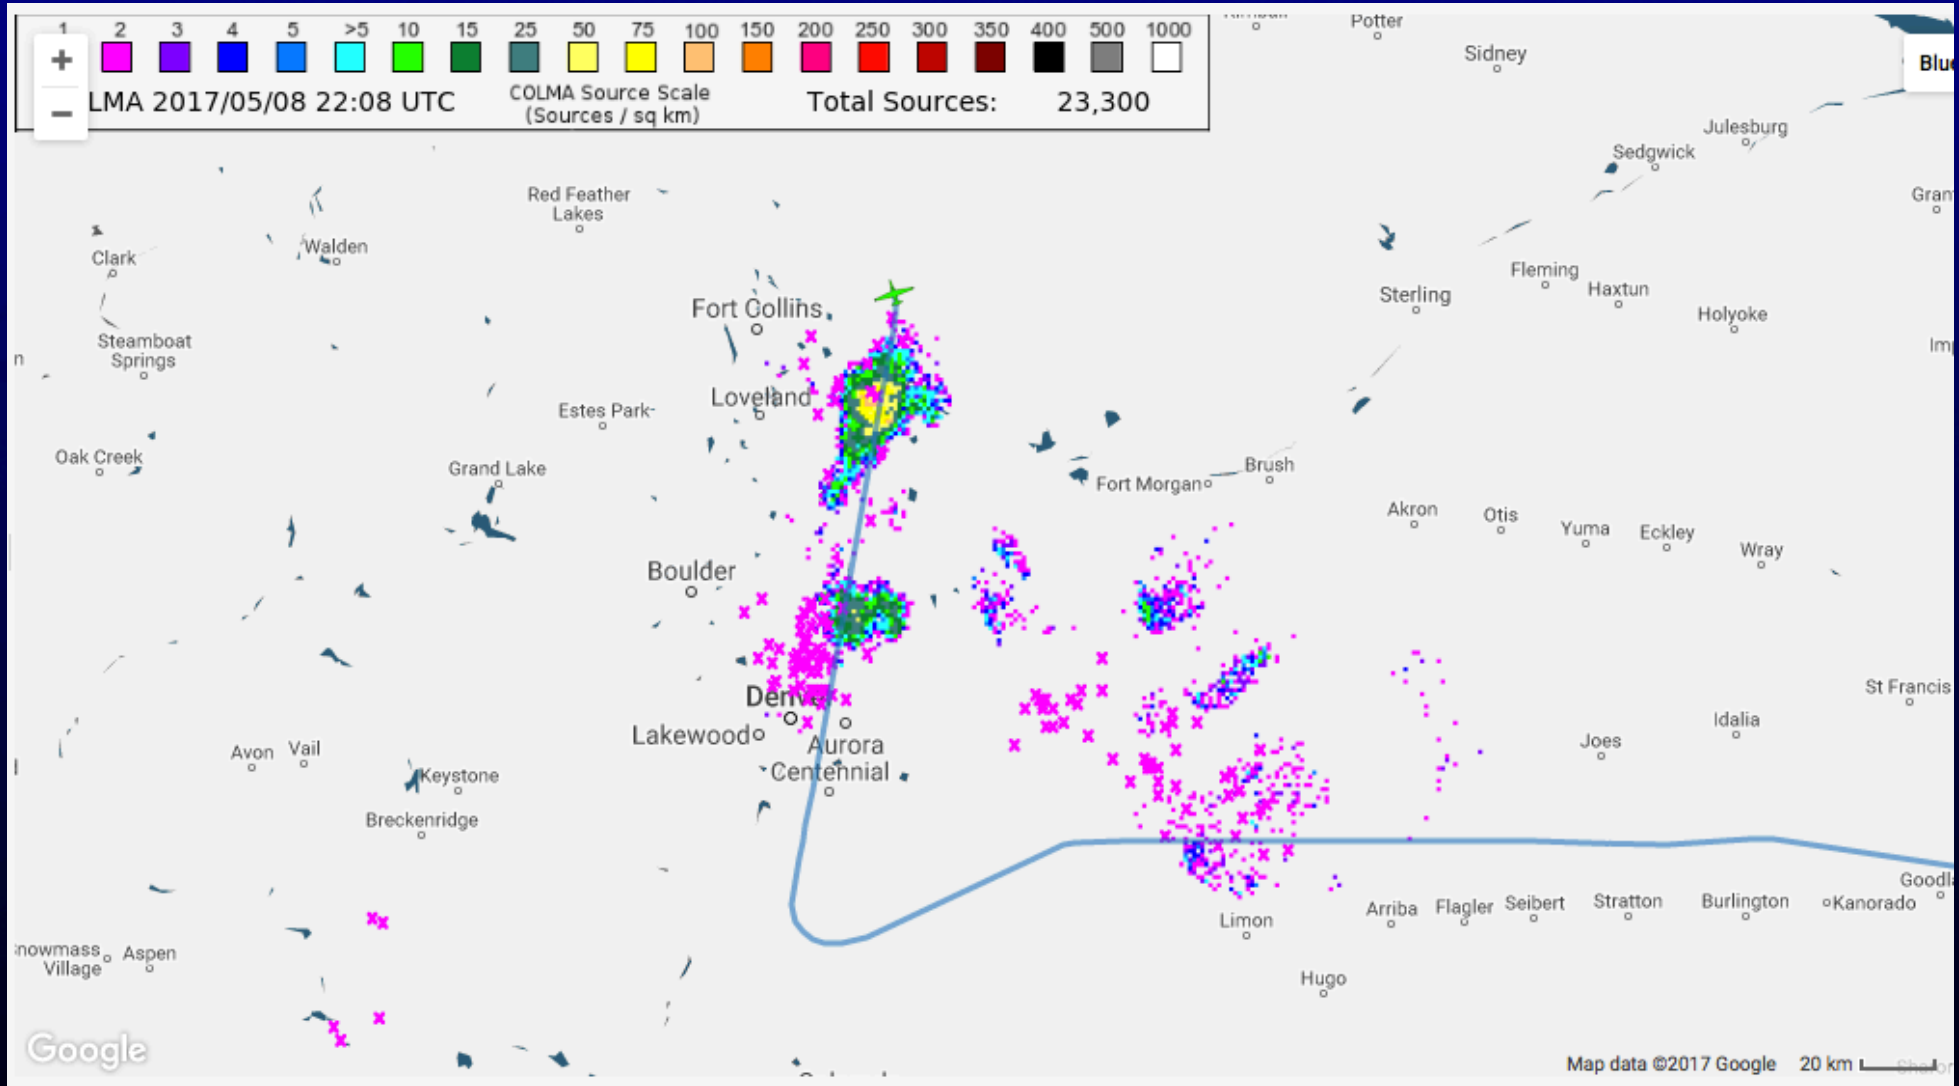 1 2 3 4 5 >5 10 15 25 50 75 100 150 200 250 300 350 400 500 1000
+
−
LMA 2017/05/08 22:08 UTC
COLMA Source Scale
(Sources / sq km)
Total Sources: 23,300
Potter
Sidney
Blue
Julesburg
Sedgwick
Red Feather
Lakes
Gran
Walden
Clark
Fleming
Haxtun
Sterling
Fort Collins
Holyoke
Steamboat
Springs
Im
n
Loveland
Estes Park
Oak Creek
Grand Lake
Brush
Fort Morgan
Akron
Otis
Yuma
Eckley
Wray
Boulder
St Francis
Denve
Idalia
Lakewood
Aurora
Joes
Avon
Vail
Centennial
Keystone
Breckenridge
Goodla
Limon
Arriba
Flagler
Seibert
Stratton
Burlington
Kanorado
nowmass
Village
Aspen
Hugo
Google
Map data ©2017 Google
20 km